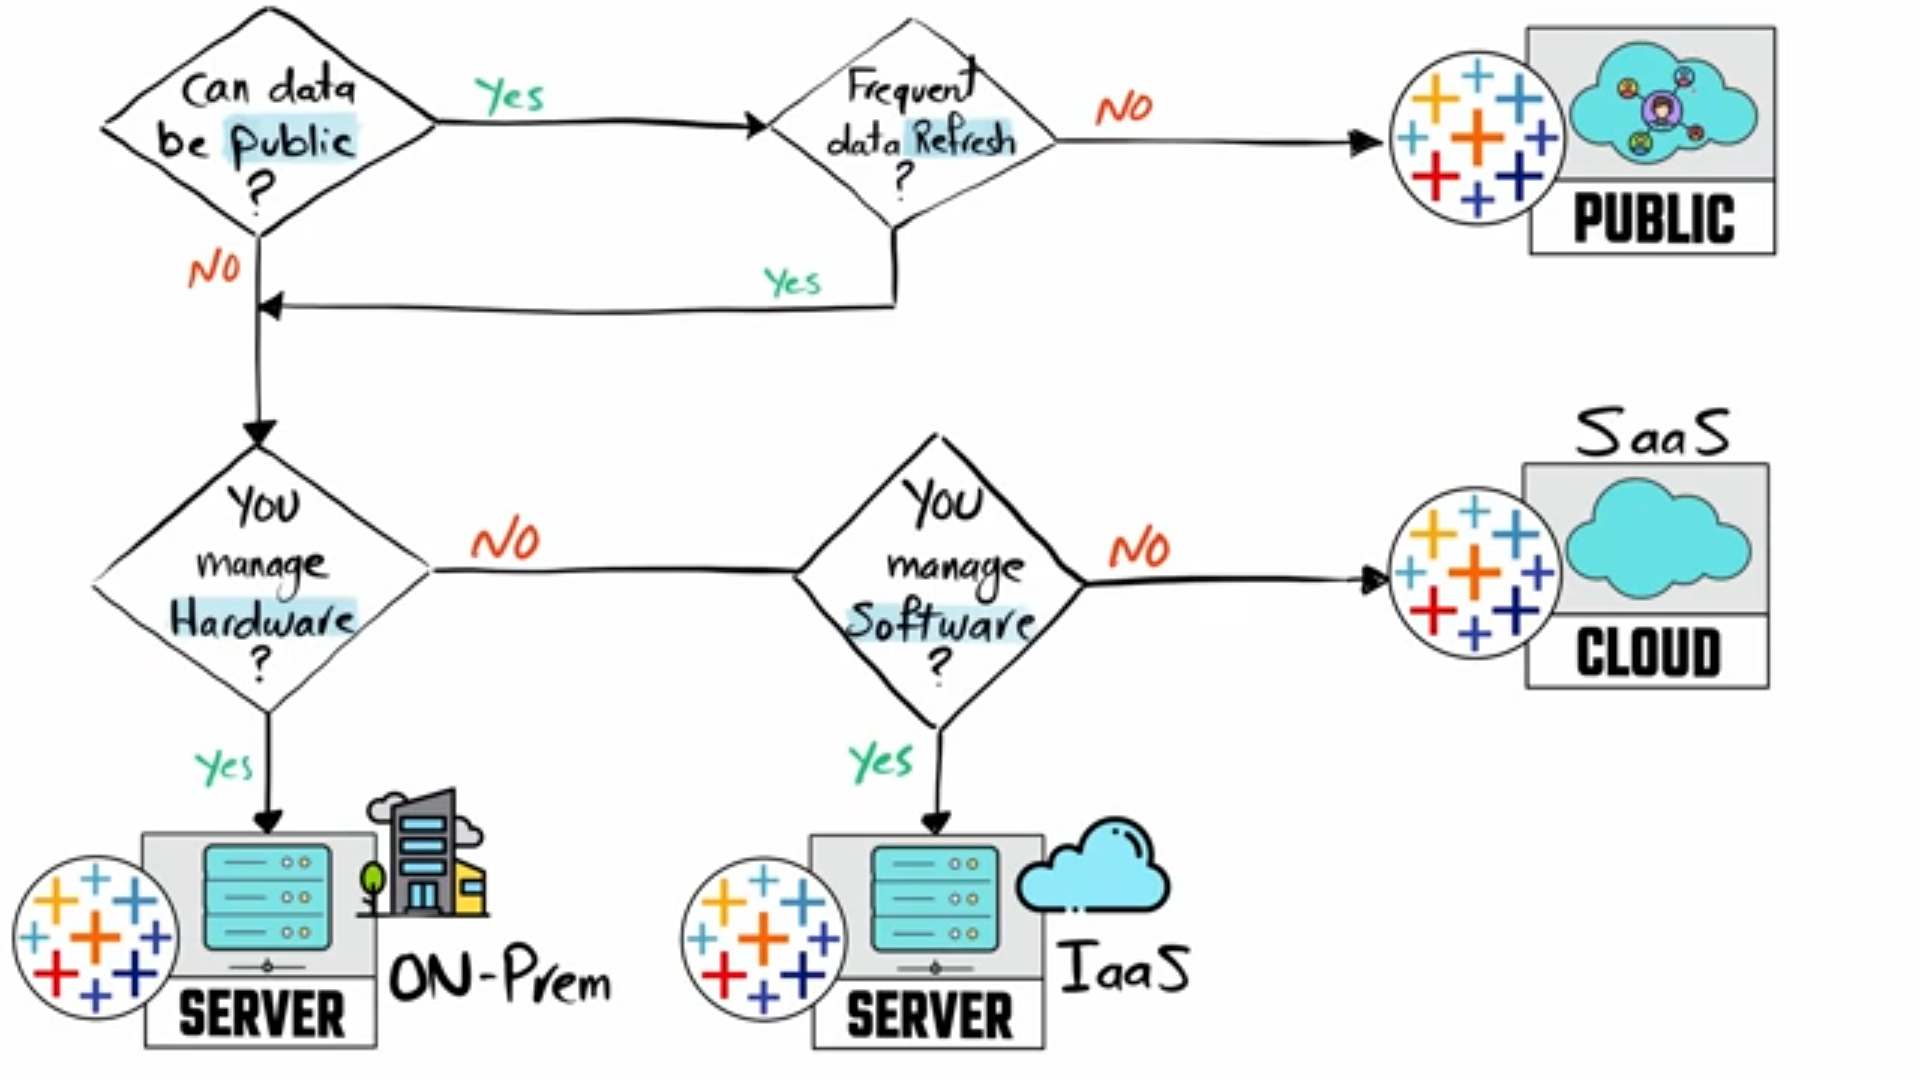 Can data
be Public
?
Yes
Frequent
data Refresh
?
NO
PUBLIC
NO
Yes
YOU
manage
Hardware
?
NO
YOU
manage
Software
?
NO
SaaS
CLOUD
Yes
SERVER
ON-Prem
Yes
SERVER
IaaS